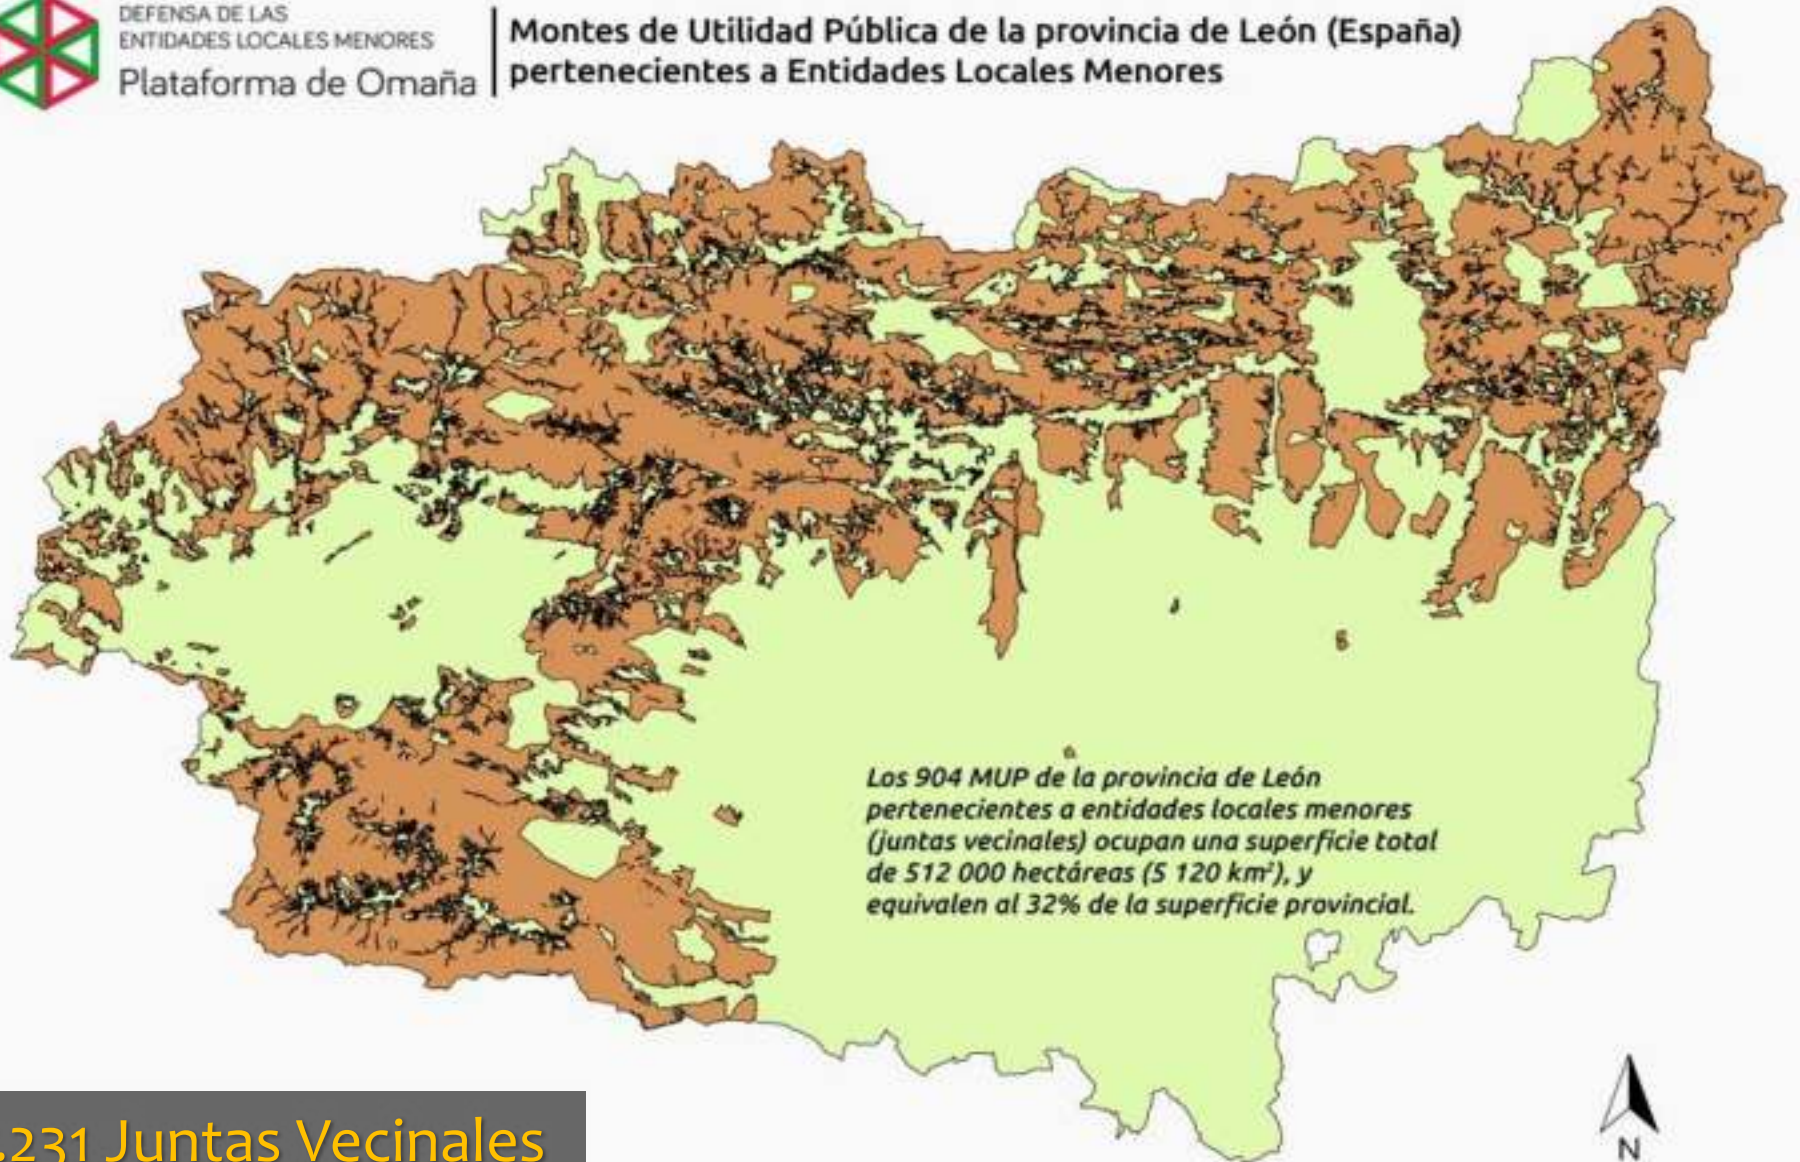 DEFENSA DE LAS
ENTIDADES LOCALES MENORES
Plataforma de Omaña
Montes de Utilidad Pública de la provincia de León (España)
pertenecientes a Entidades Locales Menores
Los 904 MUP de la provincia de León
pertenecientes a entidades locales menores
(juntas vecinales) ocupan una superficie total
de 512 000 hectáreas (5 120 km²), y
equivalen al 32% de la superficie provincial.
.231 Juntas Vecinales
N